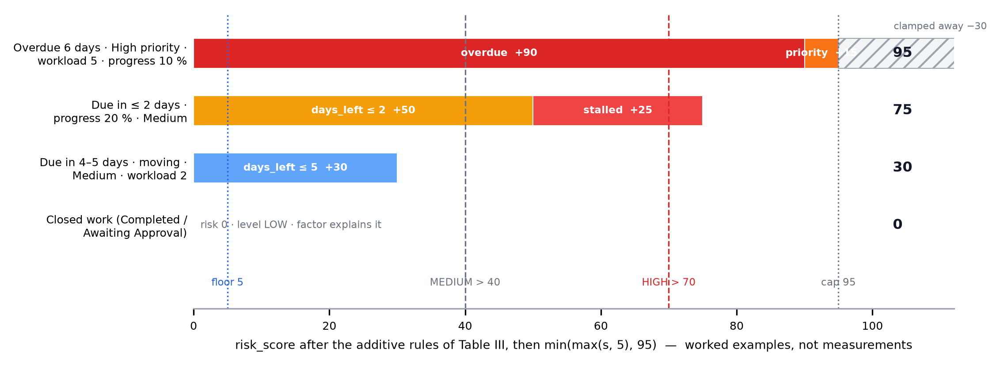 clamped away −30
Overdue 6 days · High priority ·
workload 5 · progress 10 %
overdue +90
priority +15
95
Due in ≤ 2 days ·
progress 20 % · Medium
days_left ≤ 2 +50
stalled +25
75
Due in 4–5 days · moving ·
Medium · workload 2
days_left ≤ 5 +30
30
Closed work (Completed /
Awaiting Approval)
risk 0 · level LOW · factor explains it
0
floor 5
MEDIUM > 40
HIGH > 70
cap 95
0 20 40 60 80 100
risk_score after the additive rules of Table III, then min(max(s, 5), 95) — worked examples, not measurements